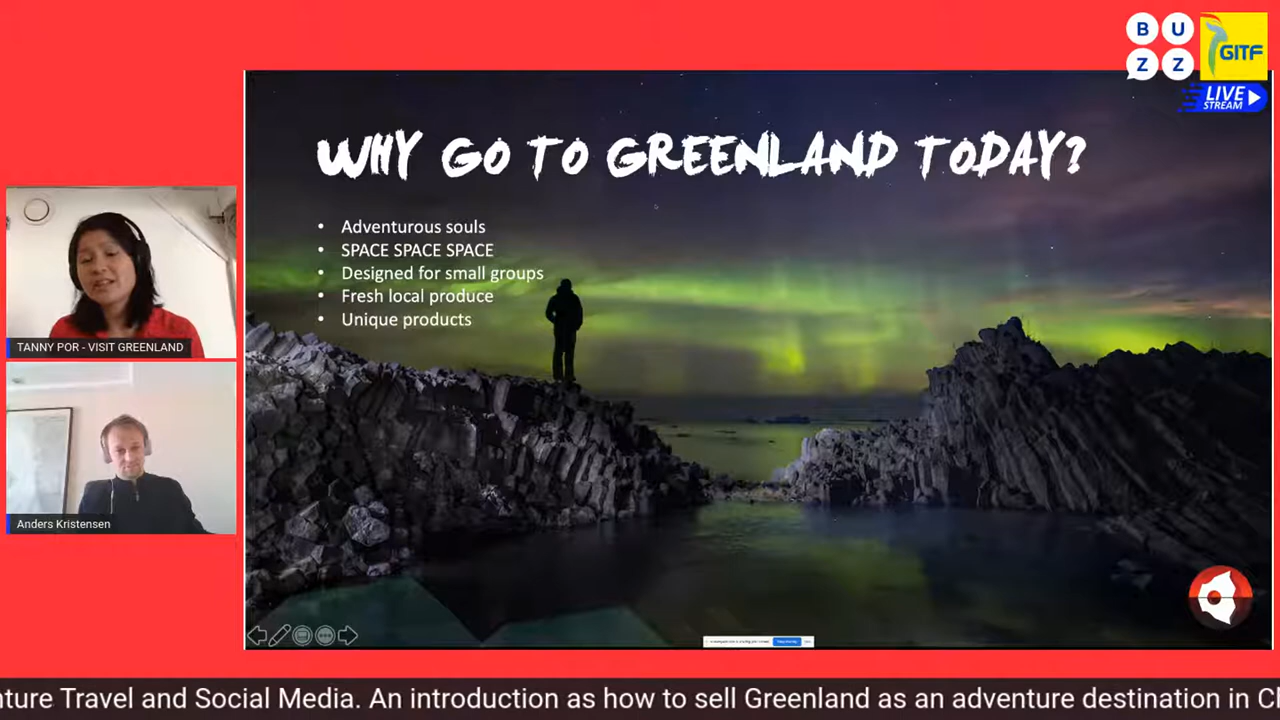 B U
Z Z
GITF
LIVE
STREAM
WHY GO TO GREENLAND TODAY?
• Adventurous souls
• SPACE SPACE SPACE
• Designed for small groups
• Fresh local produce
• Unique products
TANNY POR - VISIT GREENLAND
Anders Kristensen
nture Travel and Social Media. An introduction as how to sell Greenland as an adventure destination in C